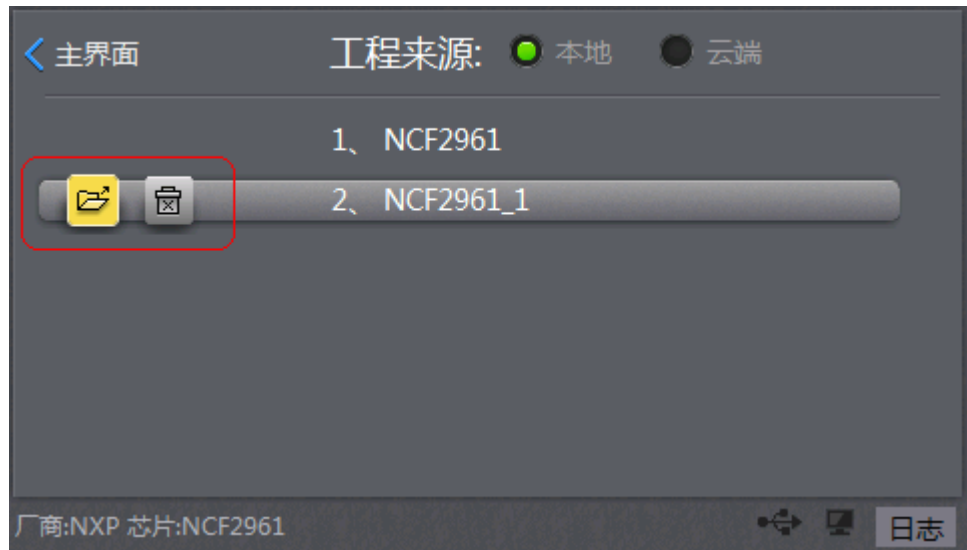 主界面 工程来源: 本地 云端
1、 NCF2961
2、 NCF2961_1
厂商:NXP 芯片:NCF2961 日志